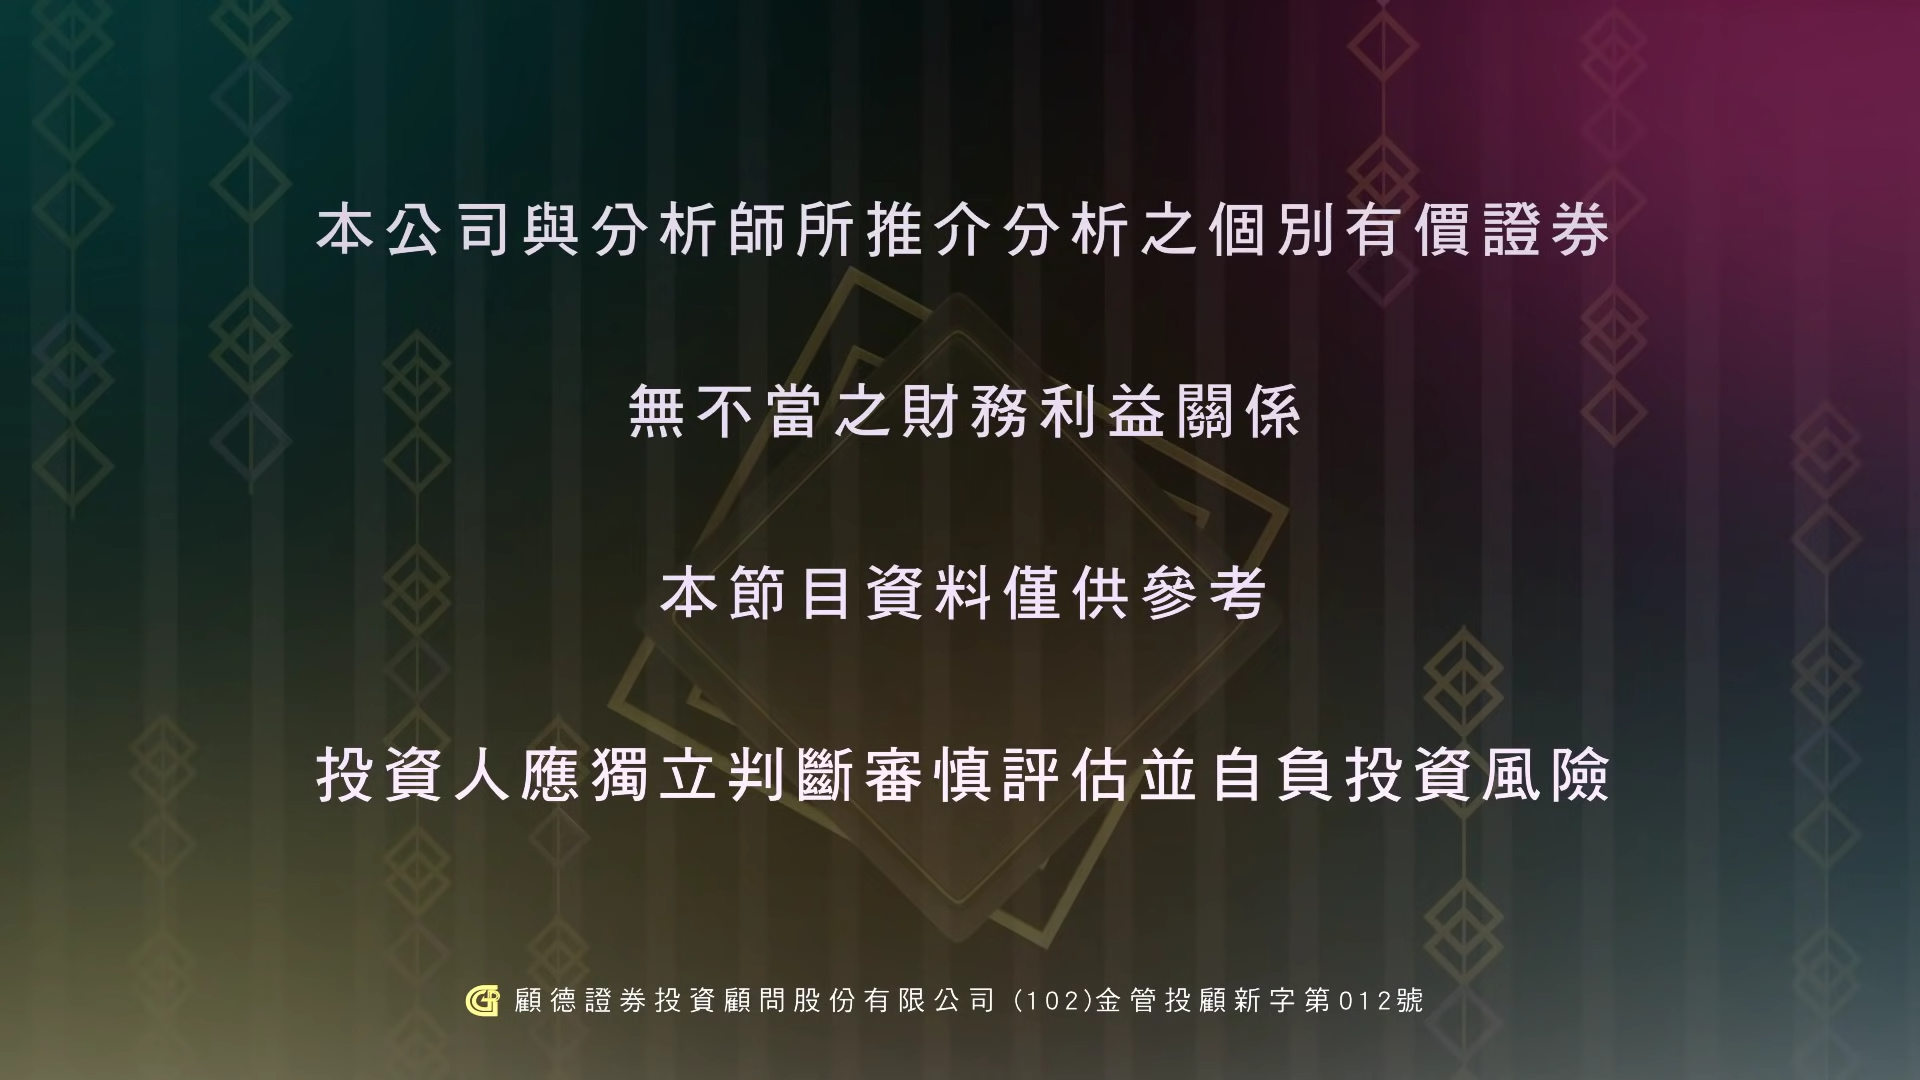 本公司與分析師所推介分析之個別有價證券
無不當之財務利益關係
本節目資料僅供參考
投資人應獨立判斷審慎評估並自負投資風險
顧德證券投資顧問股份有限公司 (102)金管投顧新字第012號